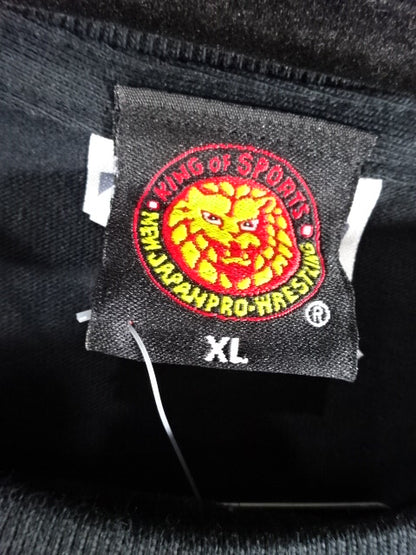 KING OF SPORTS
NEW JAPAN PRO-WRESTLING
®
XL